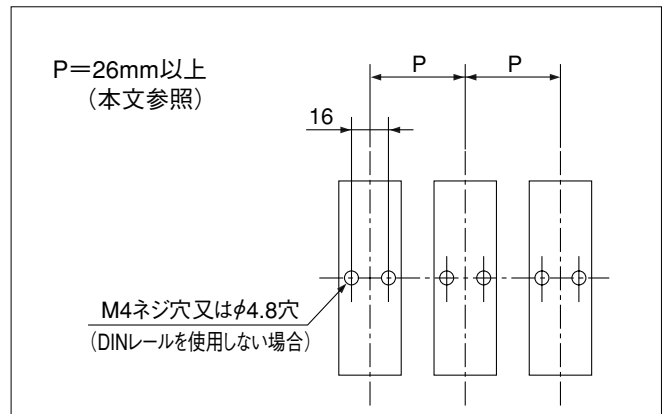 P＝26mm以上
（本文参照）
P
P
16
M4ネジ穴又はφ4.8穴
（DINレールを使用しない場合）